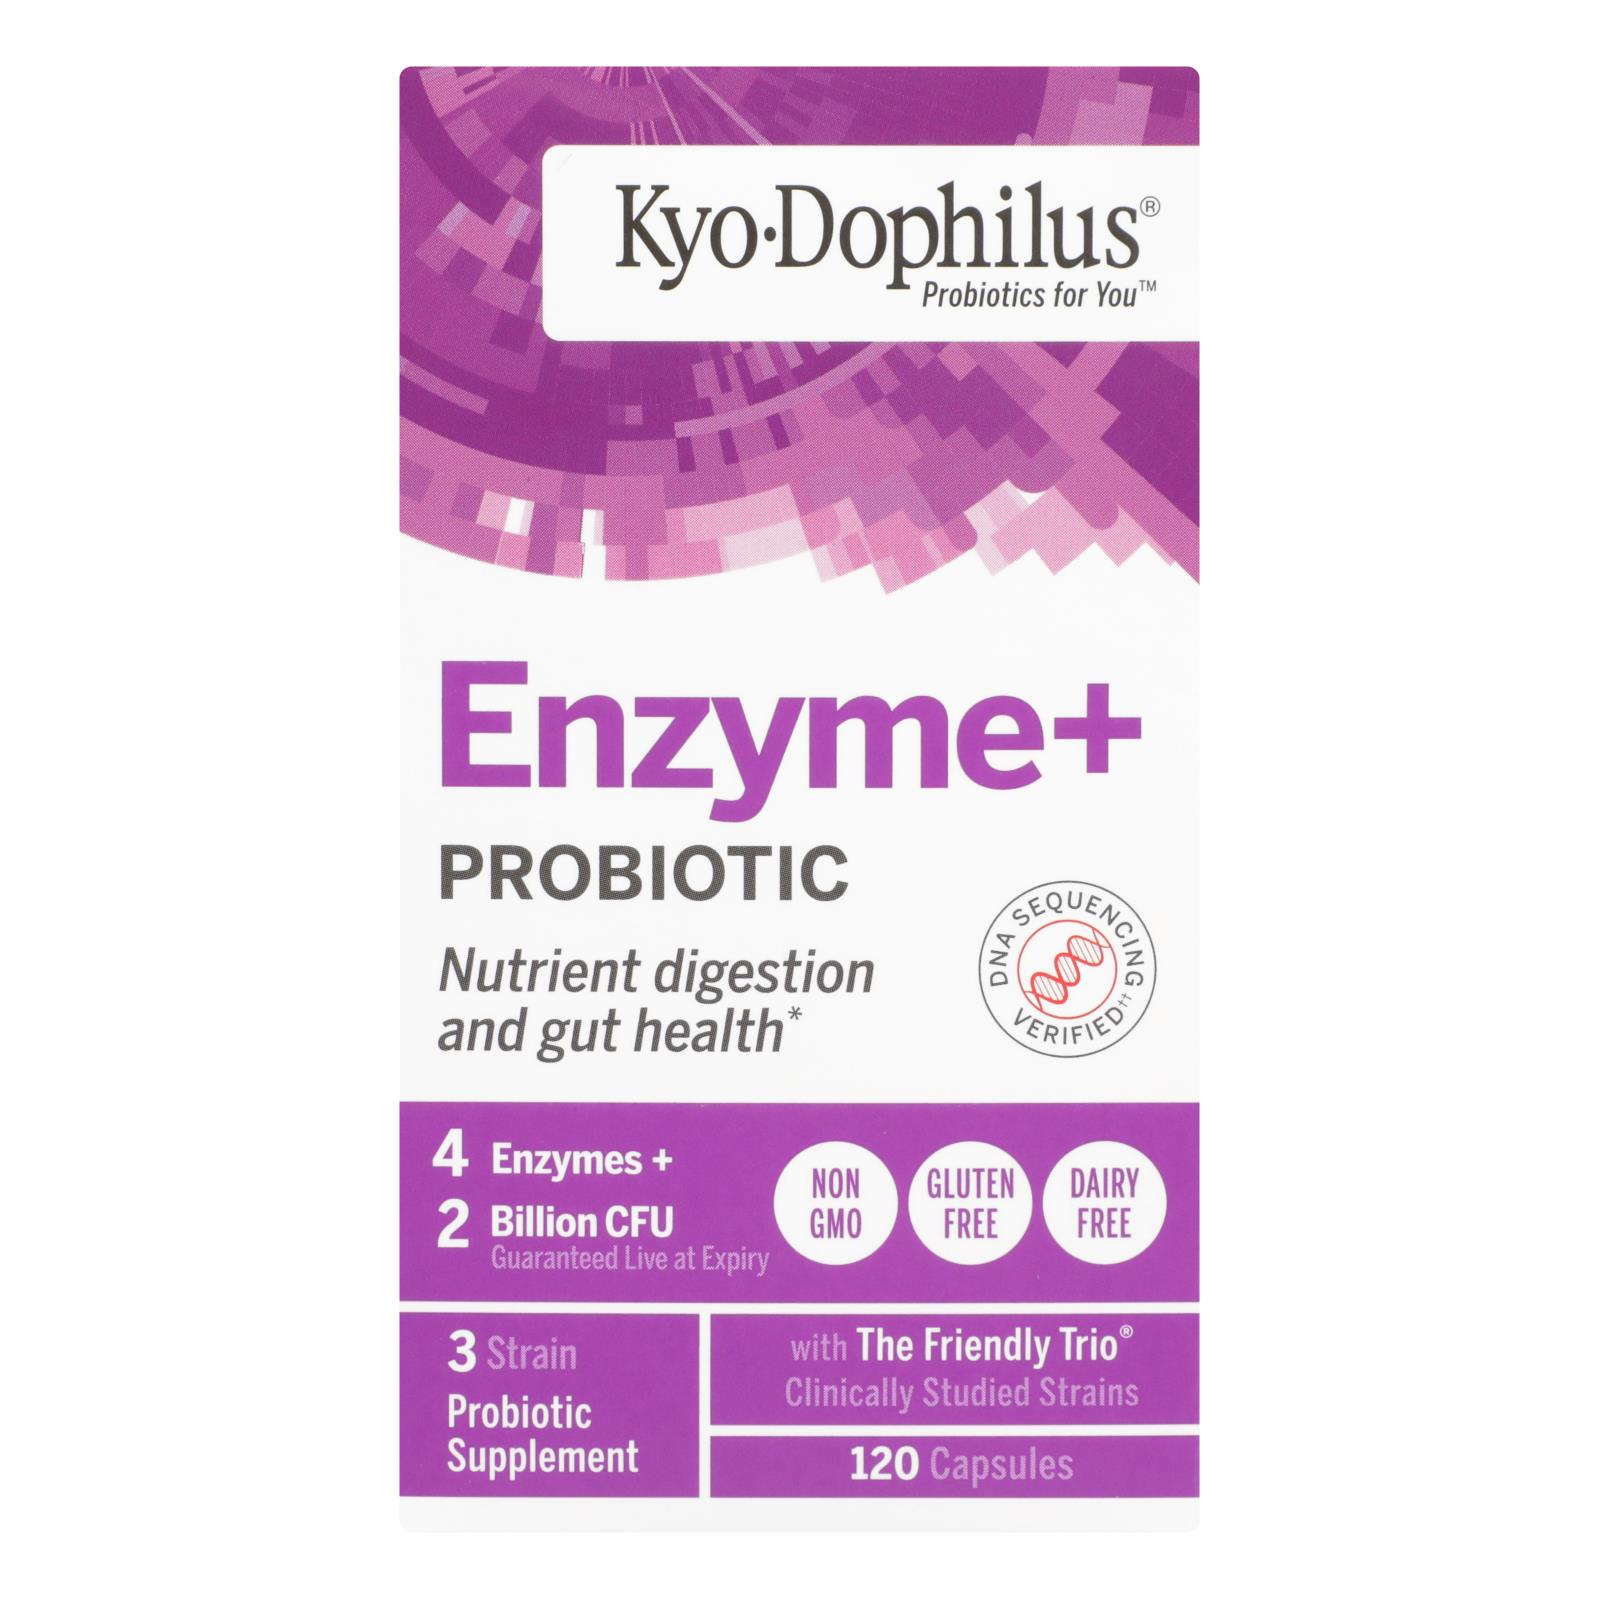 Kyo·Dophilus®
Probiotics for You™
Enzyme+
PROBIOTIC
Nutrient digestion
and gut health*
DNA SEQUENCING
VERIFIED††
4 Enzymes +
2 Billion CFU
Guaranteed Live at Expiry
NON
GMO
GLUTEN
FREE
DAIRY
FREE
3 Strain
Probiotic
Supplement
with The Friendly Trio®
Clinically Studied Strains
120 Capsules